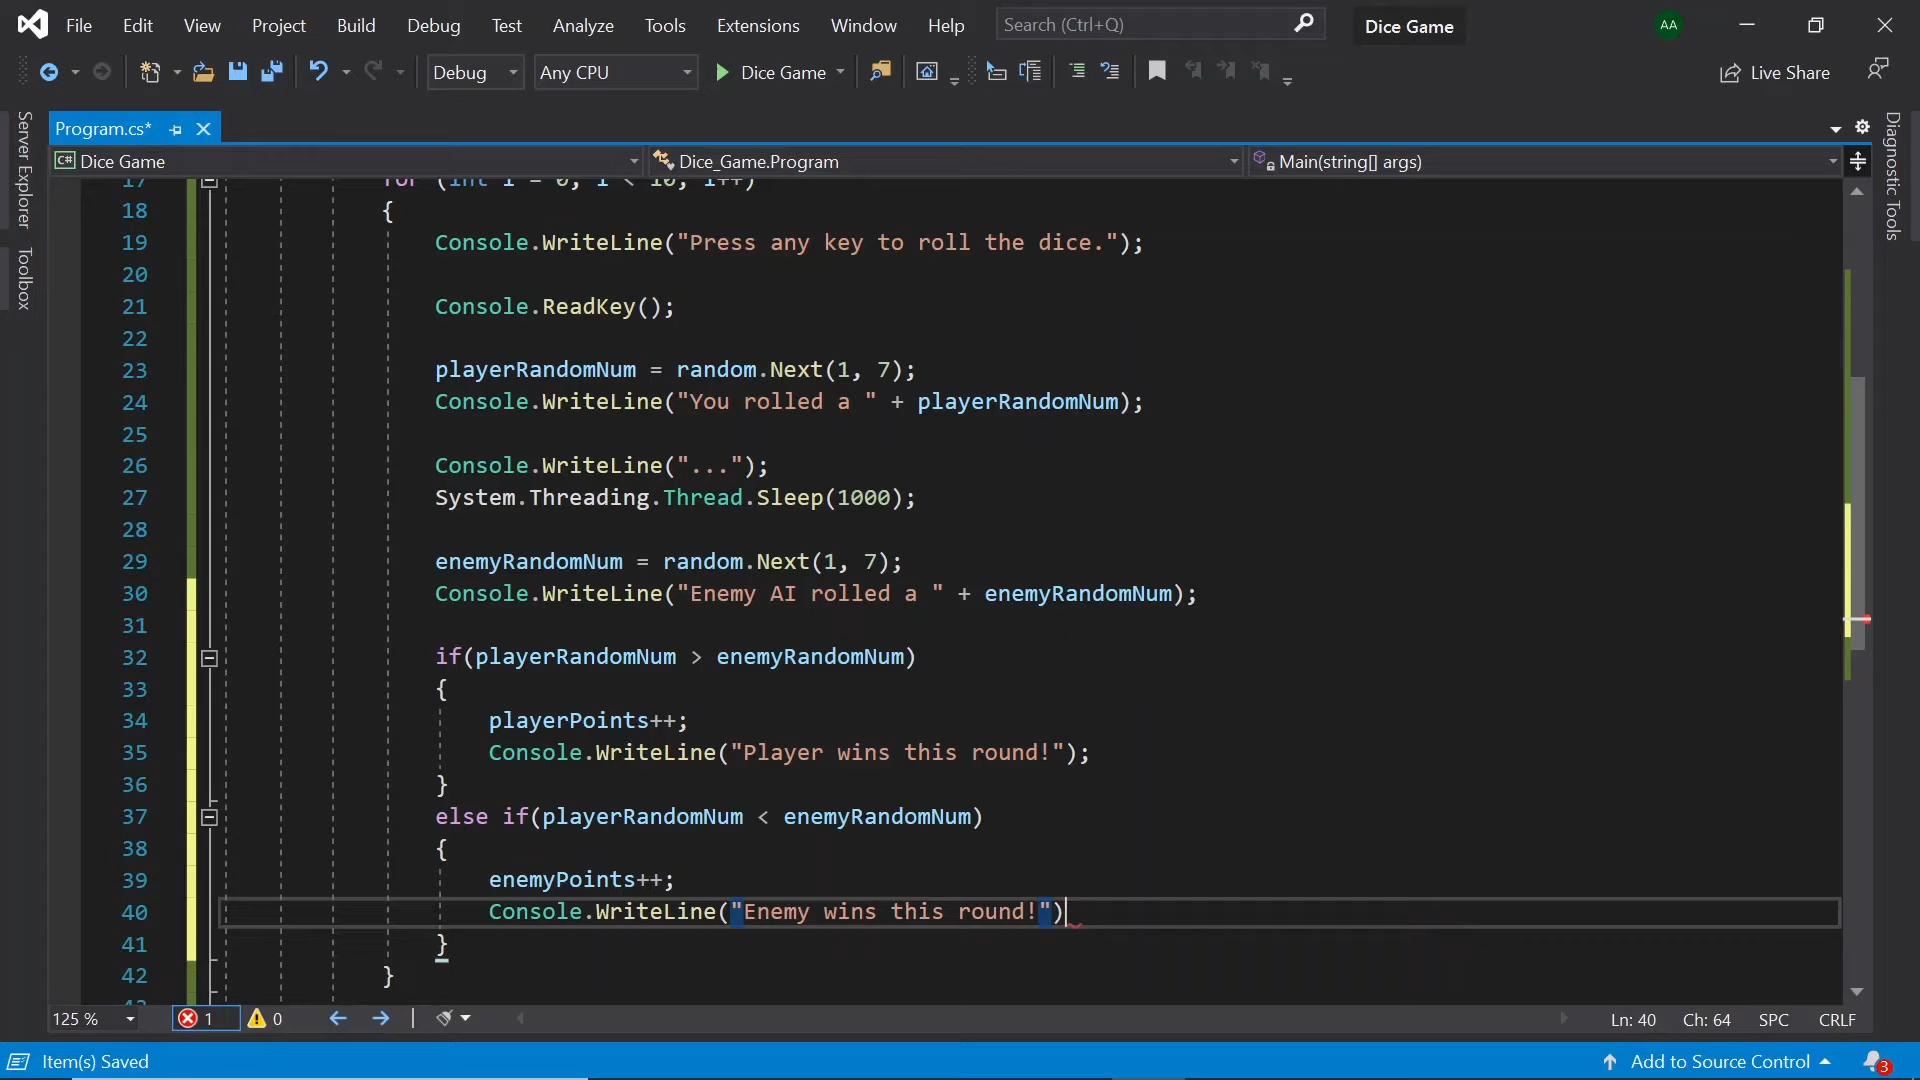 File Edit View Project Build Debug Test Analyze Tools Extensions Window Help Search (Ctrl+Q) Dice Game AA
Debug Any CPU Dice Game Live Share
Server Explorer
Toolbox
Diagnostic Tools
Program.cs*
C# Dice Game Dice_Game.Program Main(string[] args)
17 for (int i = 0; i < 10; i++)
18 {
19 Console.WriteLine("Press any key to roll the dice.");
20
21 Console.ReadKey();
22
23 playerRandomNum = random.Next(1, 7);
24 Console.WriteLine("You rolled a " + playerRandomNum);
25
26 Console.WriteLine("...");
27 System.Threading.Thread.Sleep(1000);
28
29 enemyRandomNum = random.Next(1, 7);
30 Console.WriteLine("Enemy AI rolled a " + enemyRandomNum);
31
32 if(playerRandomNum > enemyRandomNum)
33 {
34 playerPoints++;
35 Console.WriteLine("Player wins this round!");
36 }
37 else if(playerRandomNum < enemyRandomNum)
38 {
39 enemyPoints++;
40 Console.WriteLine("Enemy wins this round!")
41 }
42 }
125 % 1 0 Ln: 40 Ch: 64 SPC CRLF
Item(s) Saved Add to Source Control 3